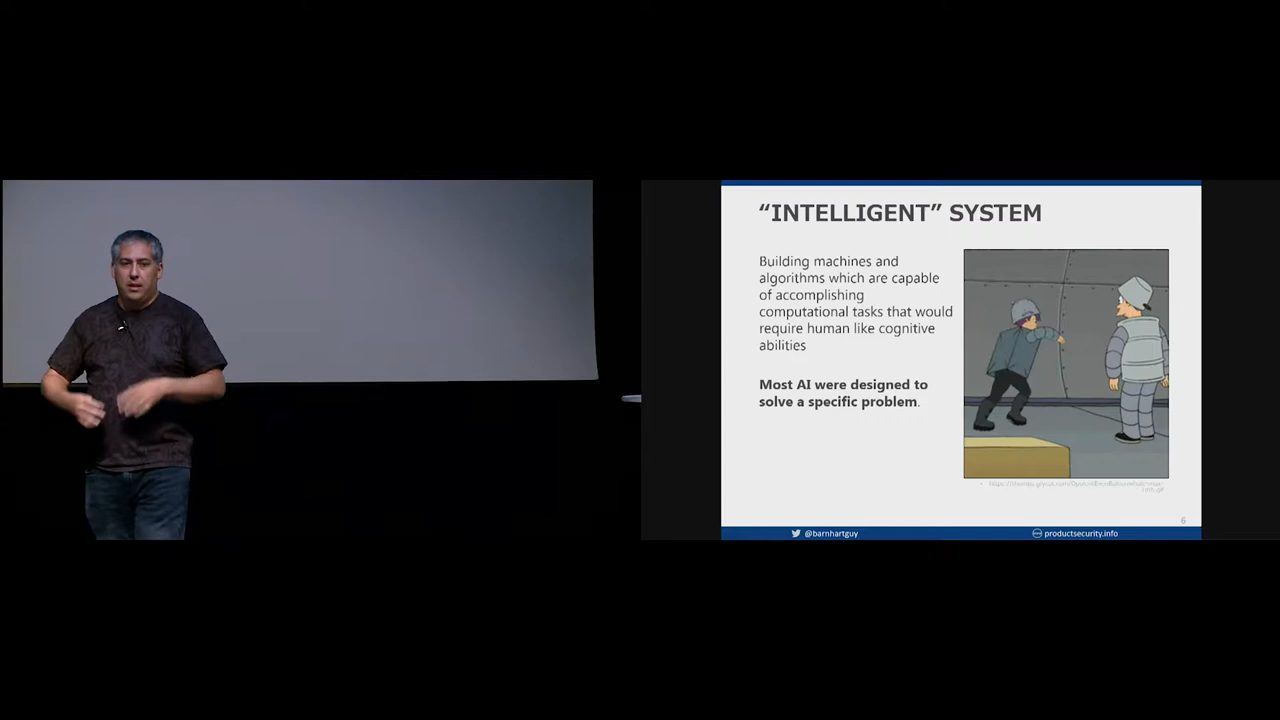 “INTELLIGENT” SYSTEM
Building machines and
algorithms which are capable
of accomplishing
computational tasks that would
require human like cognitive
abilities
Most AI were designed to
solve a specific problem.
6
@barnhartguy
productsecurity.info